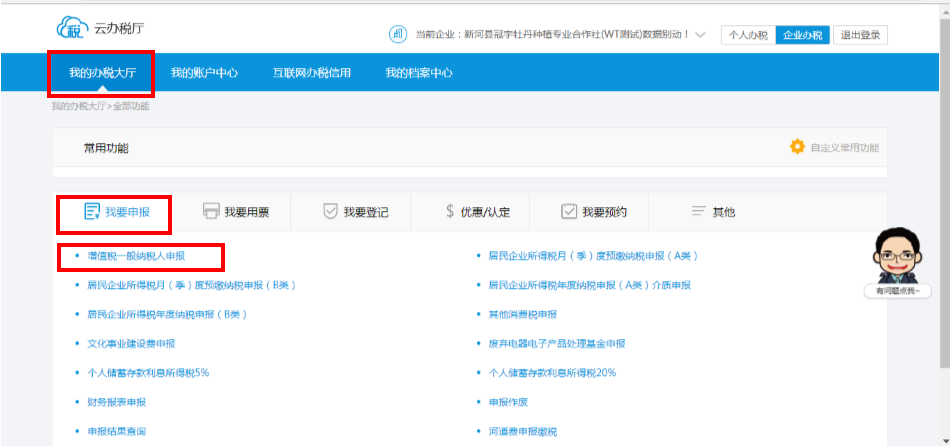 税 云办税厅
当前企业：新河县冠宇牡丹种植专业合作社(WT测试)数据别动！ 个人办税 企业办税 退出登录
我的办税大厅 我的账户中心 互联网办税信用 我的档案中心
我的办税大厅>全部功能
常用功能 自定义常用功能
我要申报 我要用票 我要登记 $ 优惠/认定 我要预约 其他
增值税一般纳税人申报 居民企业所得税月（季）度预缴纳税申报（A类）
居民企业所得税月（季）度预缴纳税申报（B类） 居民企业所得税年度纳税申报（A类）介质申报
居民企业所得税年度纳税申报（B类） 其他消费税申报
文化事业建设费申报 废弃电器电子产品处理基金申报
个人储蓄存款利息所得税5% 个人储蓄存款利息所得税20%
财务报表申报 申报作废
申报结果查询 河道费申报缴税
有问题点我~